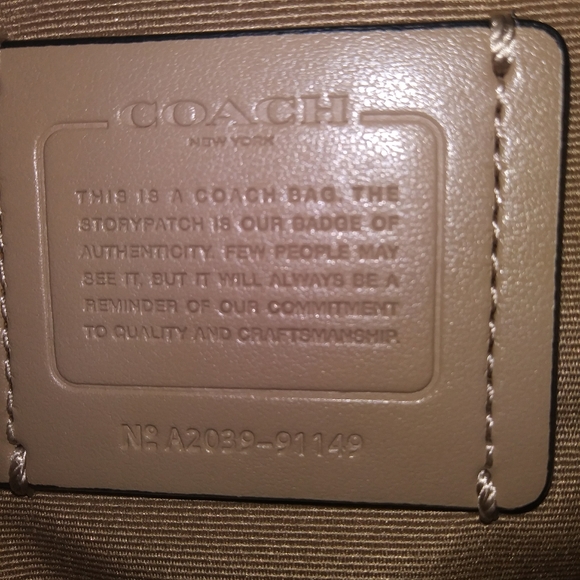 COACH
NEW YORK
THIS IS A COACH BAG. THE
STORYPATCH IS OUR BADGE OF
AUTHENTICITY. FEW PEOPLE MAY
SEE IT, BUT IT WILL ALWAYS BE A
REMINDER OF OUR COMMITMENT
TO QUALITY AND CRAFTSMANSHIP.
Nº A2039-91149